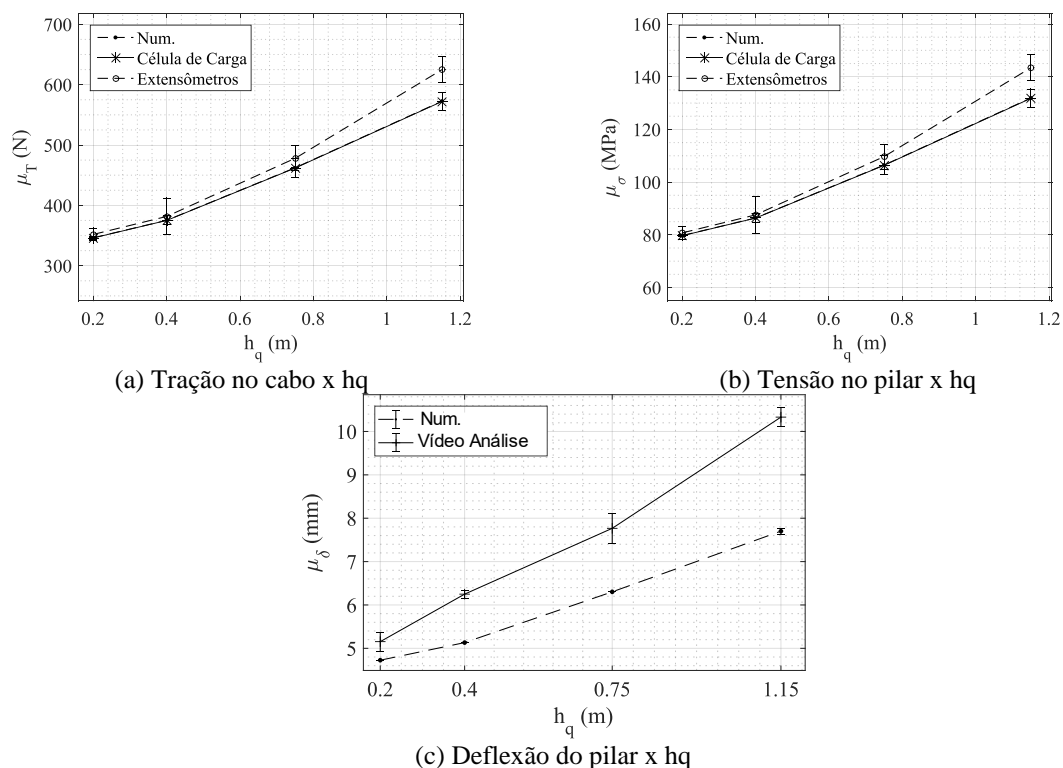 700
600
500
400
300
μT (N)
Num.
Célula de Carga
Extensômetros
0.2 0.4 0.6 0.8 1 1.2
h_q (m)
(a) Tração no cabo x hq
160
140
120
100
80
60
μσ (MPa)
Num.
Célula de Carga
Extensômetros
0.2 0.4 0.6 0.8 1 1.2
h_q (m)
(b) Tensão no pilar x hq
10
9
8
7
6
5
μδ (mm)
Num.
Vídeo Análise
0.2 0.4 0.75 1.15
h_q (m)
(c) Deflexão do pilar x hq